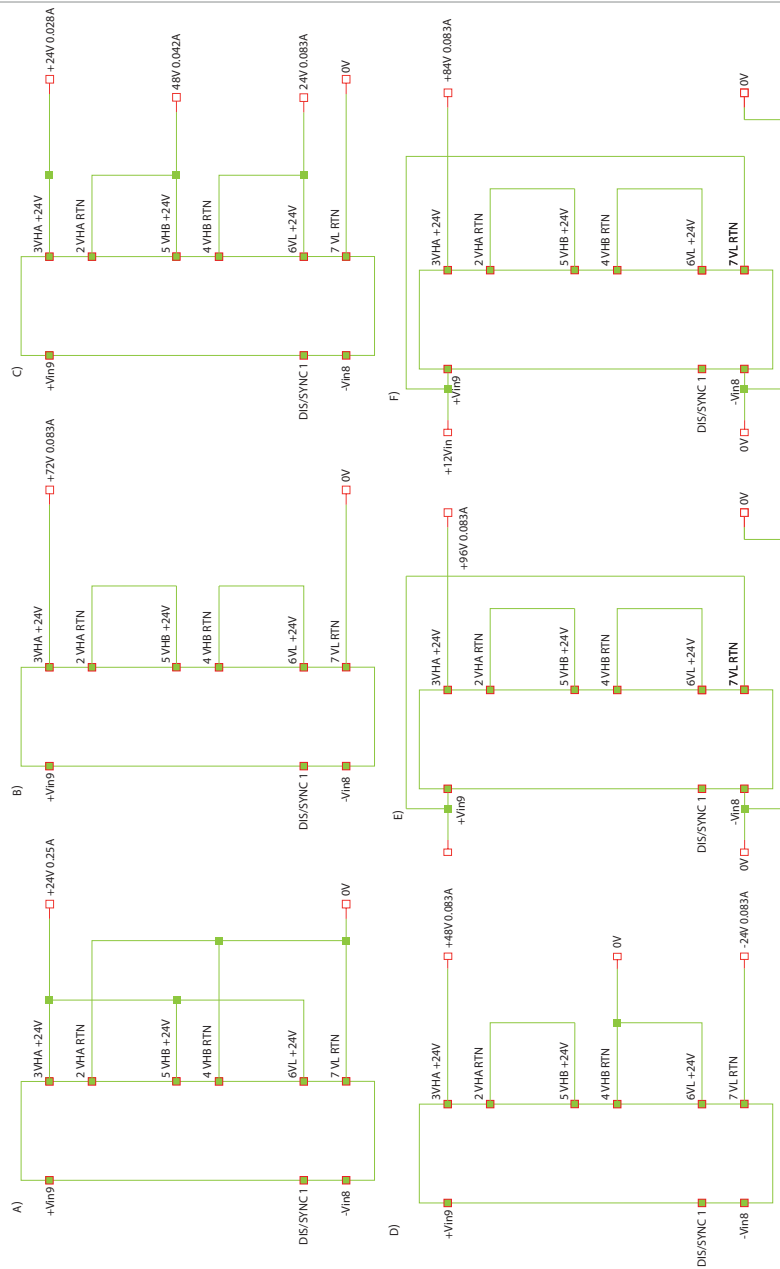 A)
+Vin9
DIS/SYNC 1
-Vin8
3VHA +24V
2 VHA RTN
5 VHB +24V
4 VHB RTN
6VL +24V
7 VL RTN
+24V 0.25A
0V
B)
+Vin9
DIS/SYNC 1
-Vin8
3VHA +24V
2 VHA RTN
5 VHB +24V
4 VHB RTN
6VL +24V
7 VL RTN
+72V 0.083A
0V
C)
+Vin9
DIS/SYNC 1
-Vin8
3VHA +24V
2 VHA RTN
5 VHB +24V
4 VHB RTN
6VL +24V
7 VL RTN
+24V 0.028A
48V 0.042A
24V 0.083A
0V
D)
+Vin9
DIS/SYNC 1
-Vin8
3VHA +24V
2 VHA RTN
5 VHB +24V
4 VHB RTN
6VL +24V
7 VL RTN
+48V 0.083A
0V
-24V 0.083A
E)
+Vin9
DIS/SYNC 1
-Vin8
0V
3VHA +24V
2 VHA RTN
5 VHB +24V
4 VHB RTN
6VL +24V
7 VL RTN
+96V 0.083A
0V
F)
+12Vin
+Vin9
DIS/SYNC 1
-Vin8
0V
3VHA +24V
2 VHA RTN
5 VHB +24V
4 VHB RTN
6VL +24V
7 VL RTN
+84V 0.083A
0V